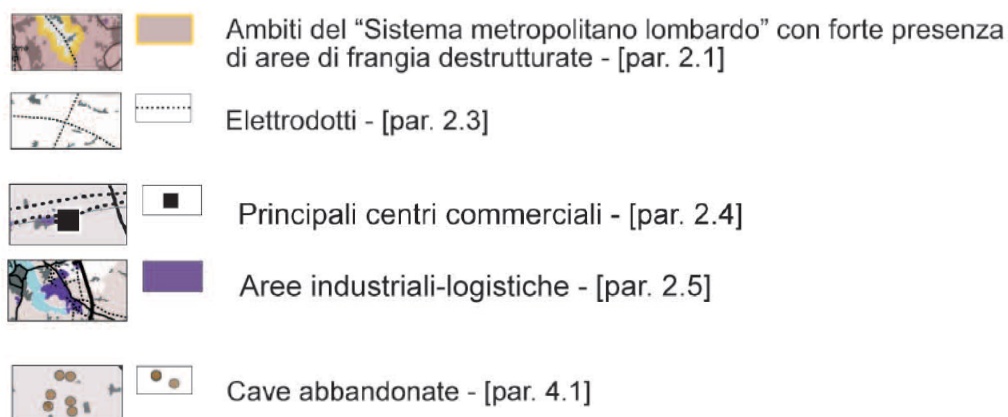 Ambiti del “Sistema metropolitano lombardo” con forte presenza
di aree di frangia destrutturate - [par. 2.1]
Elettrodotti - [par. 2.3]
Principali centri commerciali - [par. 2.4]
Aree industriali-logistiche - [par. 2.5]
Cave abbandonate - [par. 4.1]